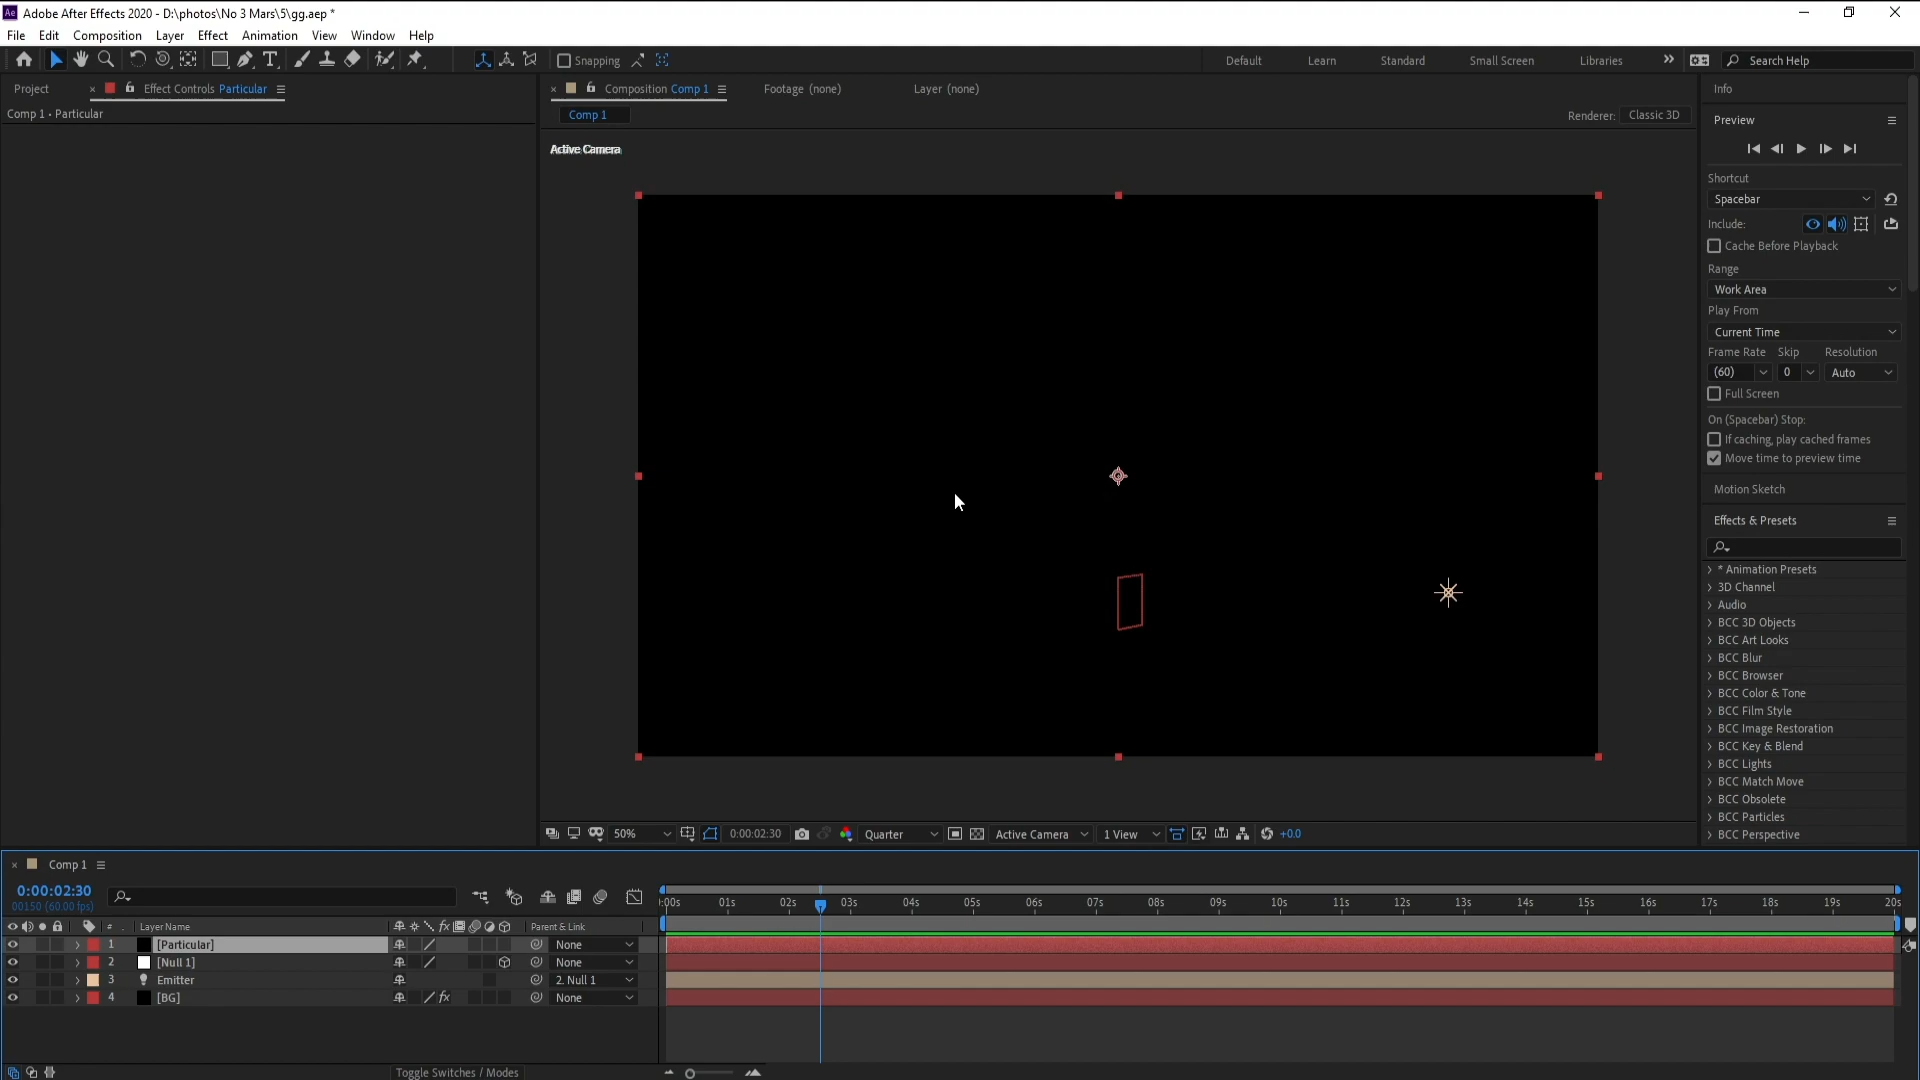 Adobe After Effects 2020 - D:\photos\No 3 Mars\5\gg.aep *
File Edit Composition Layer Effect Animation View Window Help
Snapping
Default Learn Standard Small Screen Libraries
Search Help
Project
Effect Controls Particular
Composition Comp 1
Footage (none)
Layer (none)
Info
Comp 1 • Particular
Comp 1
Renderer: Classic 3D
Preview
Active Camera
Shortcut
Spacebar
Include:
Cache Before Playback
Range
Work Area
Play From
Current Time
Frame Rate Skip Resolution
(60) 0 Auto
Full Screen
On (Spacebar) Stop:
If caching, play cached frames
Move time to preview time
Motion Sketch
Effects & Presets
* Animation Presets
3D Channel
Audio
BCC 3D Objects
BCC Art Looks
BCC Blur
BCC Browser
BCC Color & Tone
BCC Film Style
BCC Image Restoration
BCC Key & Blend
BCC Lights
BCC Match Move
BCC Obsolete
BCC Particles
BCC Perspective
50% 0:00:02:30 Quarter Active Camera 1 View +0.0
Comp 1
0:00:02:30
00150 (60.00 fps)
:00s 01s 02s 03s 04s 05s 06s 07s 08s 09s 10s 11s 12s 13s 14s 15s 16s 17s 18s 19s 20s
# Layer Name Parent & Link
1 [Particular] None
2 [Null 1] None
3 Emitter 2. Null 1
4 [BG] fx None
Toggle Switches / Modes